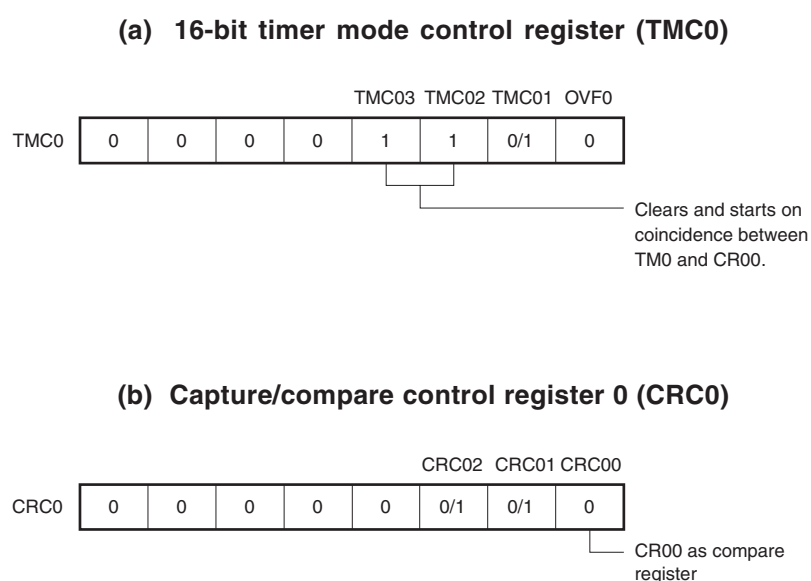 (a) 16-bit timer mode control register (TMC0)
TMC03 TMC02 TMC01 OVF0
TMC0 0 0 0 0 1 1 0/1 0
Clears and starts on
coincidence between
TM0 and CR00.
(b) Capture/compare control register 0 (CRC0)
CRC02 CRC01 CRC00
CRC0 0 0 0 0 0 0/1 0/1 0
CR00 as compare
register